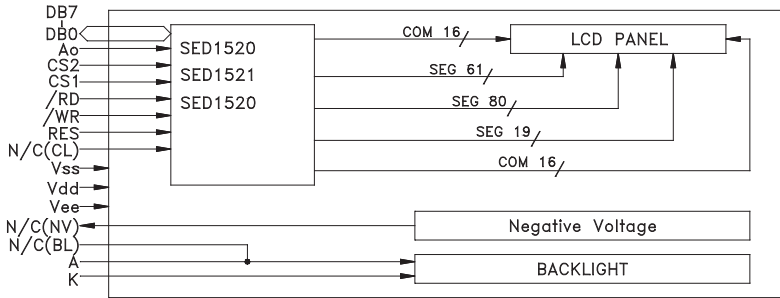 DB7
DB0
Ao
CS2
CS1
/RD
/WR
RES
N/C(CL)
Vss
Vdd
Vee
N/C(NV)
N/C(BL)
A
K
SED1520
SED1521
SED1520
COM 16
SEG 61
SEG 80
SEG 19
COM 16
LCD PANEL
Negative Voltage
BACKLIGHT